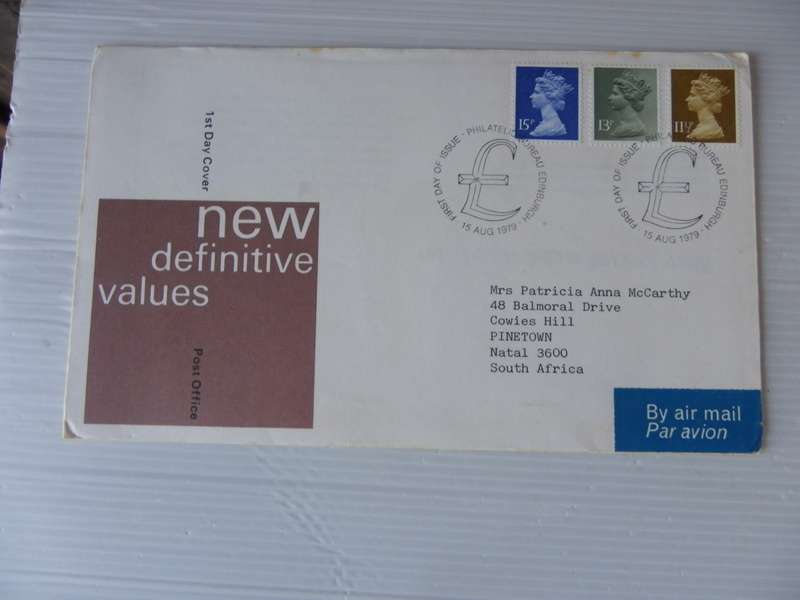 1st Day Cover
new
definitive
values
Post Office
15P
13P
11½P
FIRST DAY OF ISSUE · PHILATELIC BUREAU EDINBURGH ·
£
15 AUG 1979
FIRST DAY OF ISSUE · PHILATELIC BUREAU EDINBURGH ·
£
15 AUG 1979
Mrs Patricia Anna McCarthy
48 Balmoral Drive
Cowies Hill
PINETOWN
Natal 3600
South Africa
By air mail
Par avion